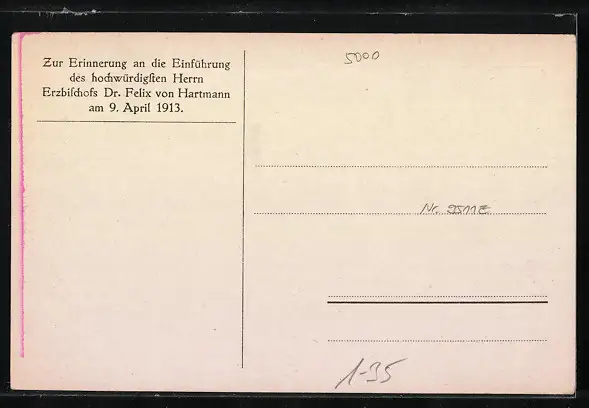 Zur Erinnerung an die Einführung
des hochwürdigſten Herrn
Erzbiſchofs Dr. Felix von Hartmann
am 9. April 1913.
5000
Nr.
1-35